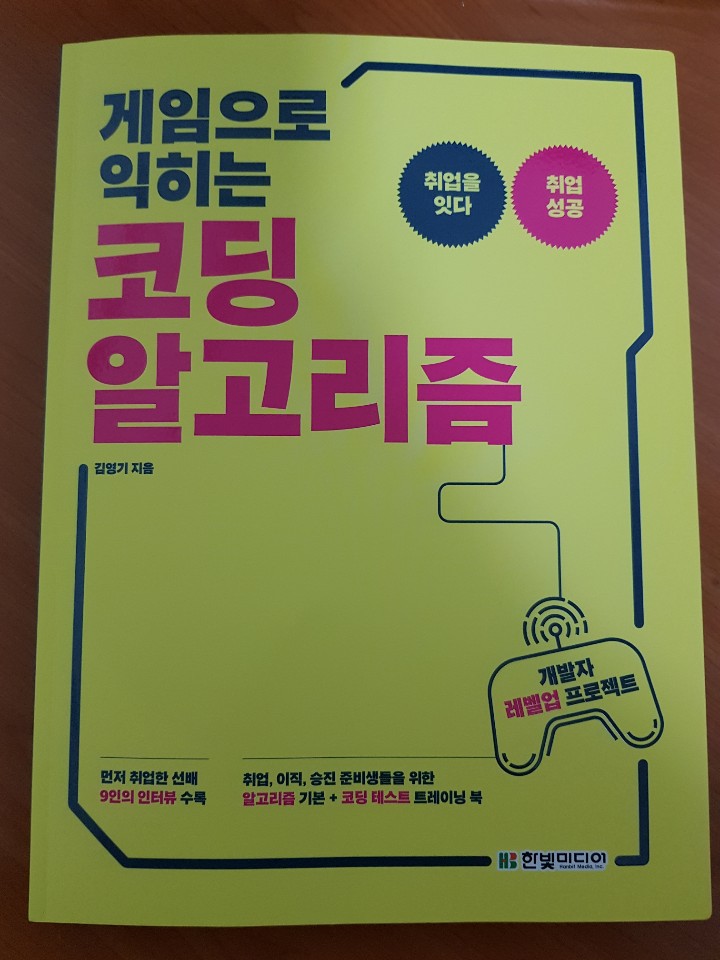 게임으로
익히는
코딩
알고리즘
취업을
잇다
취업
성공
김영기 지음
개발자
레벨업 프로젝트
먼저 취업한 선배
9인의 인터뷰 수록
취업, 이직, 승진 준비생들을 위한
알고리즘 기본 + 코딩 테스트 트레이닝 북
HB 한빛미디어
Hanbit Media, Inc.